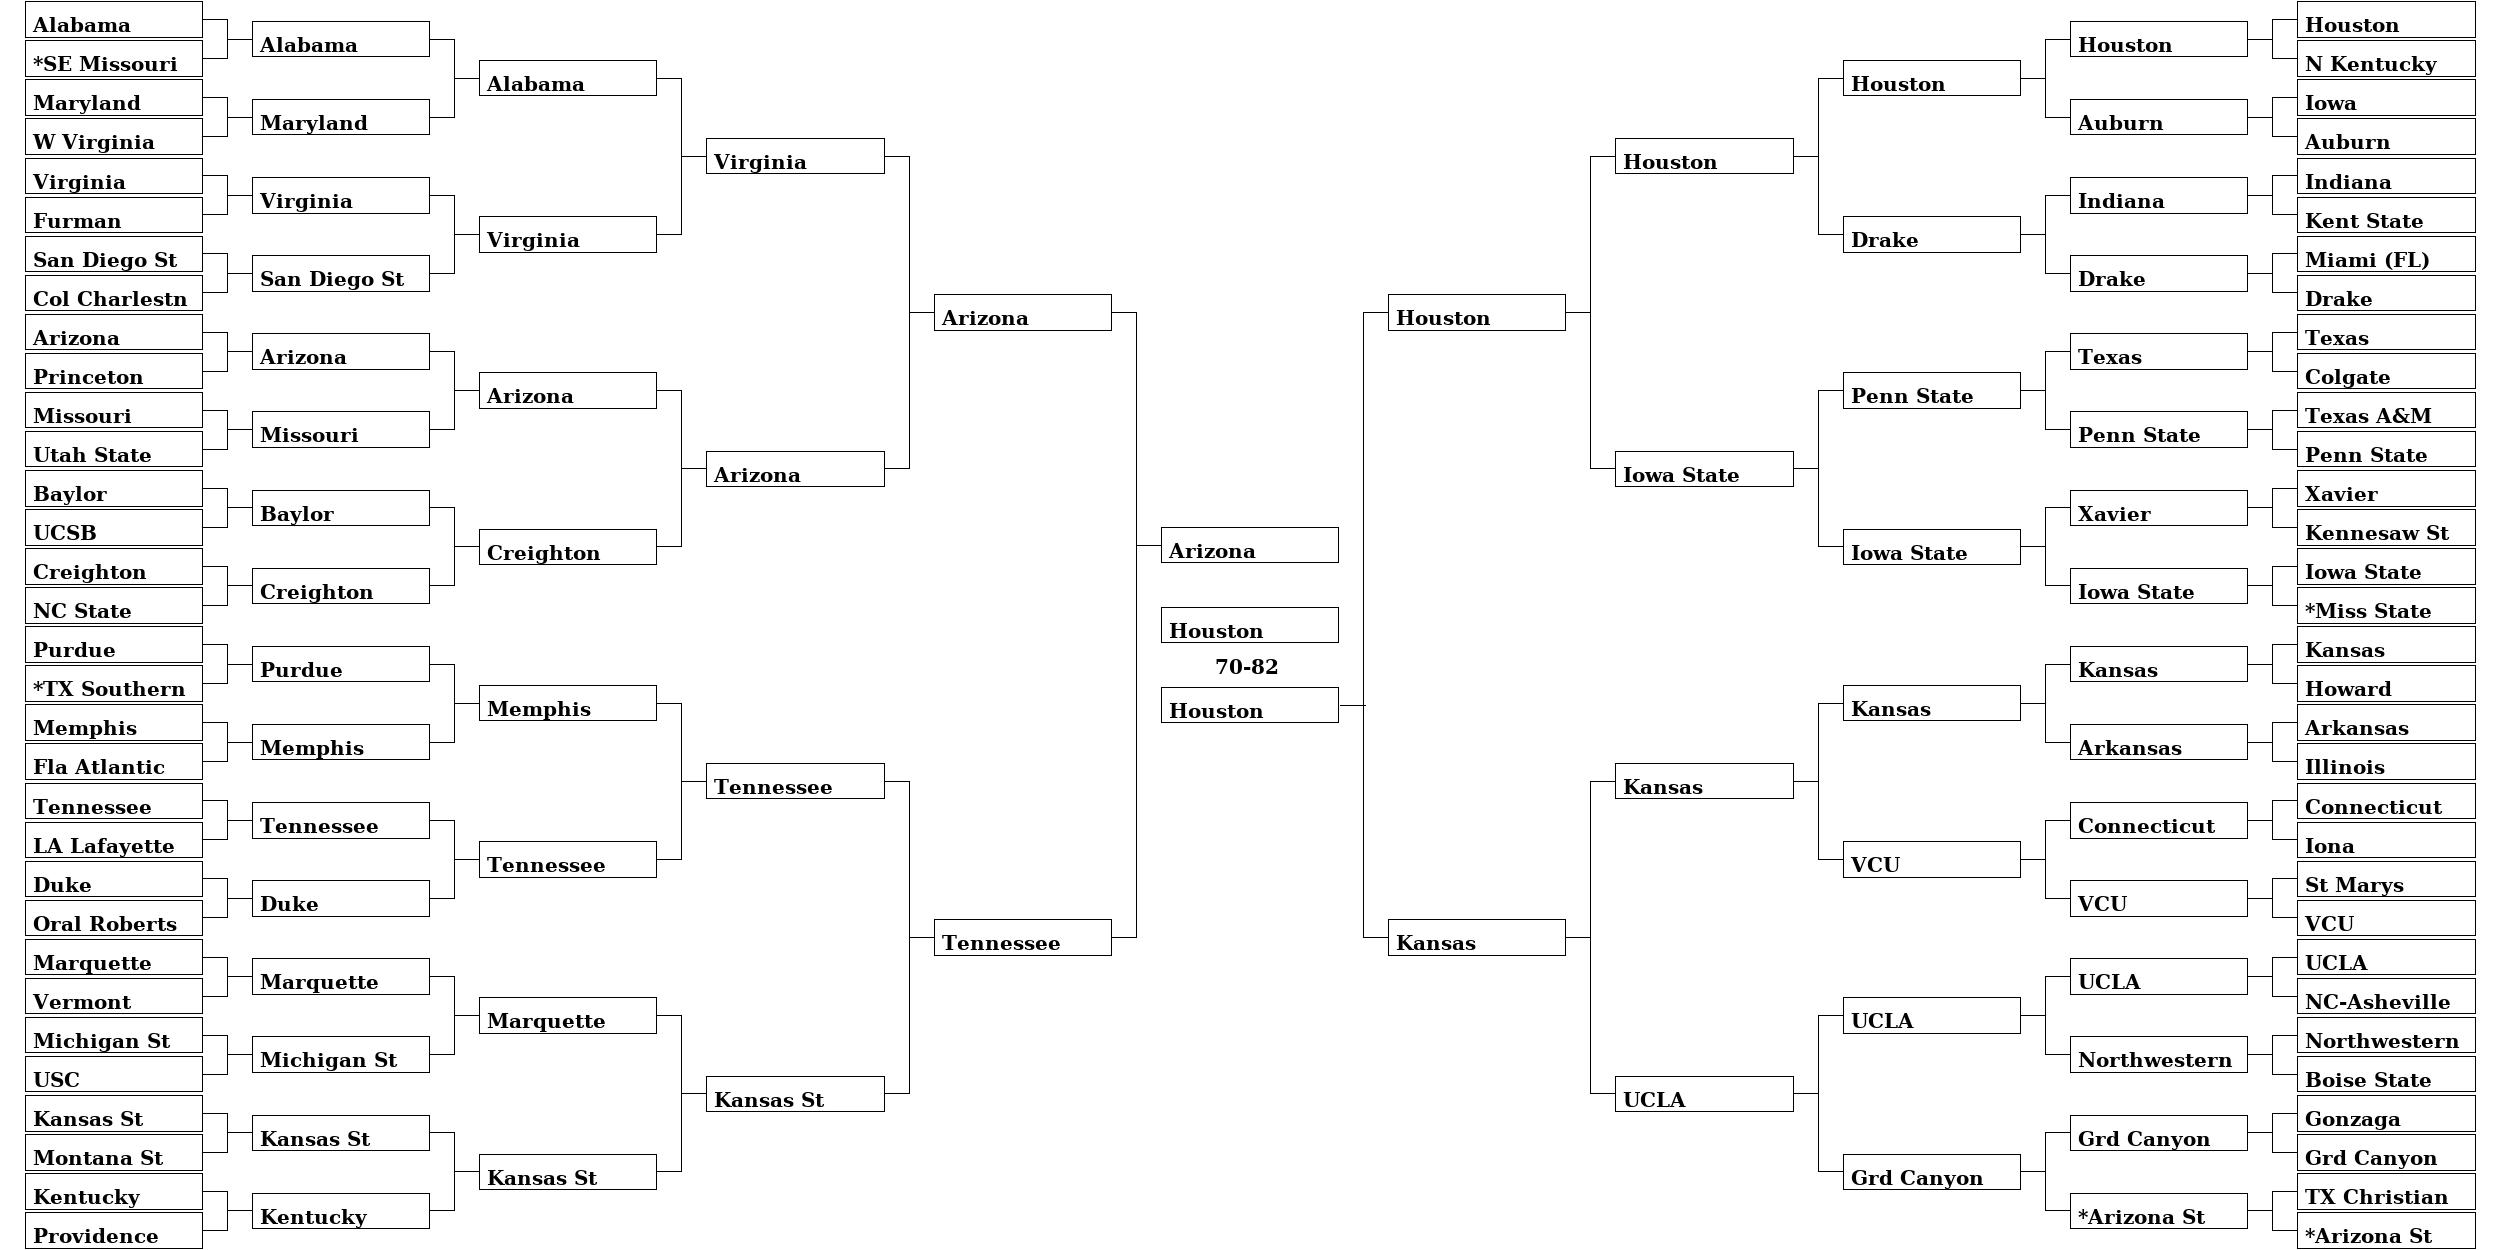 Alabama
*SE Missouri
Maryland
W Virginia
Virginia
Furman
San Diego St
Col Charlestn
Arizona
Princeton
Missouri
Utah State
Baylor
UCSB
Creighton
NC State
Purdue
*TX Southern
Memphis
Fla Atlantic
Tennessee
LA Lafayette
Duke
Oral Roberts
Marquette
Vermont
Michigan St
USC
Kansas St
Montana St
Kentucky
Providence
Alabama
Maryland
Virginia
San Diego St
Arizona
Missouri
Baylor
Creighton
Purdue
Memphis
Tennessee
Duke
Marquette
Michigan St
Kansas St
Kentucky
Alabama
Virginia
Arizona
Creighton
Memphis
Tennessee
Marquette
Kansas St
Virginia
Arizona
Tennessee
Kansas St
Arizona
Tennessee
Arizona
Houston
70-82
Houston
Houston
Kansas
Houston
Iowa State
Kansas
UCLA
Houston
Drake
Penn State
Iowa State
Kansas
VCU
UCLA
Grd Canyon
Houston
Auburn
Indiana
Drake
Texas
Penn State
Xavier
Iowa State
Kansas
Arkansas
Connecticut
VCU
UCLA
Northwestern
Grd Canyon
*Arizona St
Houston
N Kentucky
Iowa
Auburn
Indiana
Kent State
Miami (FL)
Drake
Texas
Colgate
Texas A&M
Penn State
Xavier
Kennesaw St
Iowa State
*Miss State
Kansas
Howard
Arkansas
Illinois
Connecticut
Iona
St Marys
VCU
UCLA
NC-Asheville
Northwestern
Boise State
Gonzaga
Grd Canyon
TX Christian
*Arizona St